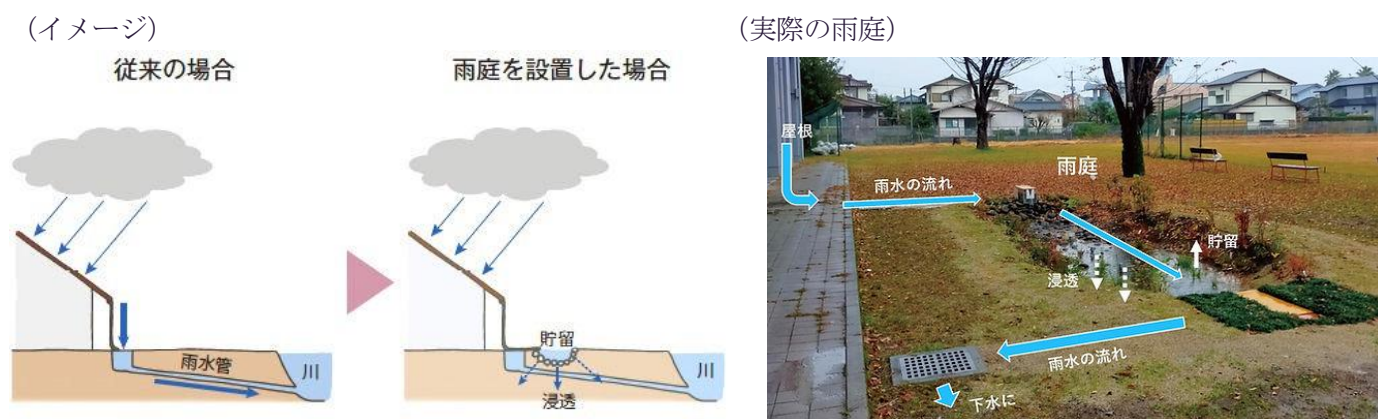 (イメージ)
(実際の雨庭)
従来の場合
雨庭を設置した場合
雨水管
川
貯留
浸透
川
屋根
雨水の流れ
雨庭
貯留
浸透
雨水の流れ
下水に